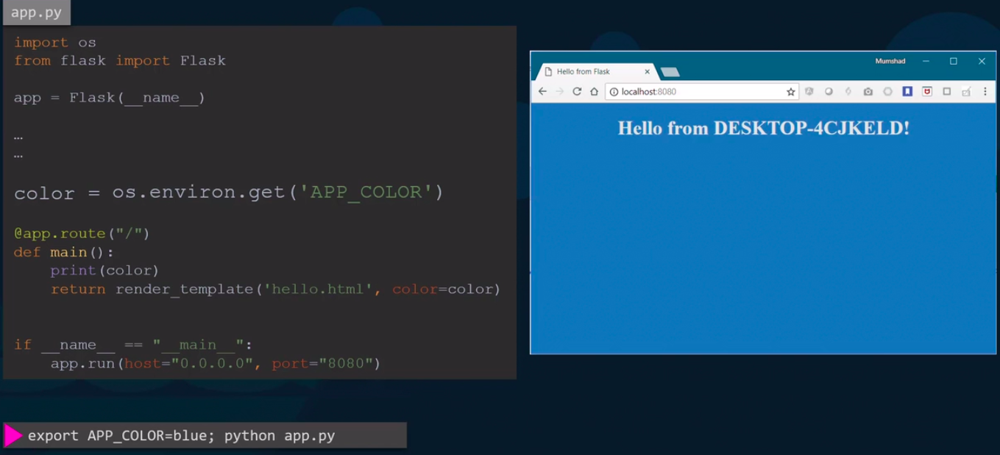 app.py
import os
from flask import Flask
app = Flask(__name__)
…
…
color = os.environ.get('APP_COLOR')
@app.route("/")
def main():
    print(color)
    return render_template('hello.html', color=color)
if __name__ == "__main__":
    app.run(host="0.0.0.0", port="8080")
export APP_COLOR=blue; python app.py
Mumshad
Hello from Flask
localhost:8080
Hello from DESKTOP-4CJKELD!